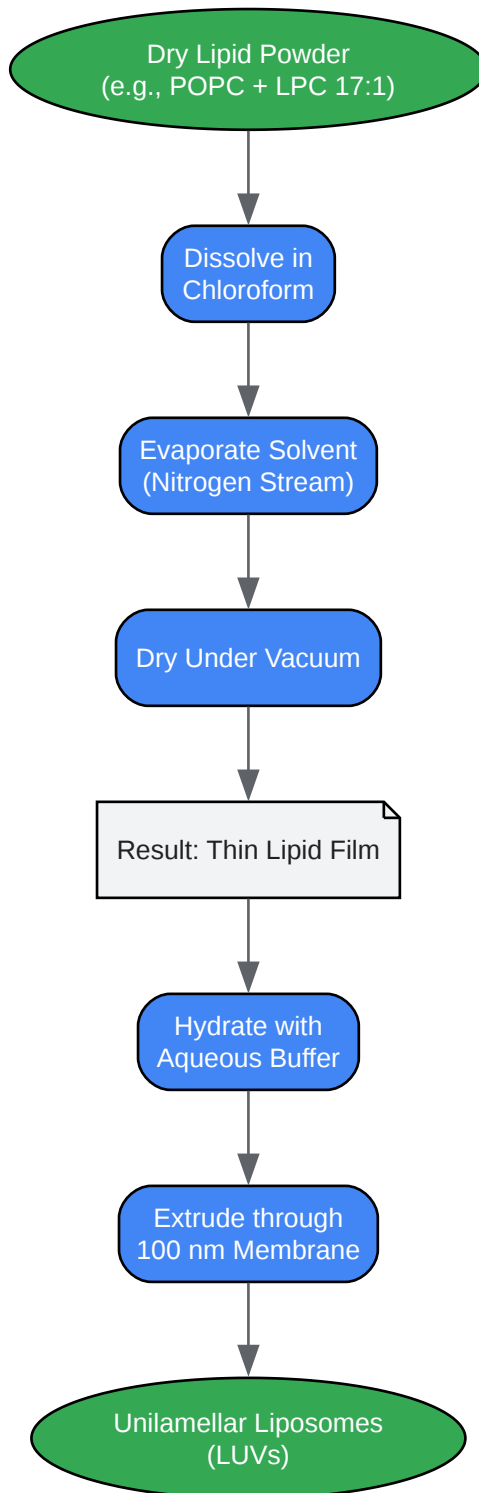 Dry Lipid Powder
(e.g., POPC + LPC 17:1)
Dissolve in
Chloroform
Evaporate Solvent
(Nitrogen Stream)
Dry Under Vacuum
Result: Thin Lipid Film
Hydrate with
Aqueous Buffer
Extrude through
100 nm Membrane
Unilamellar Liposomes
(LUVs)